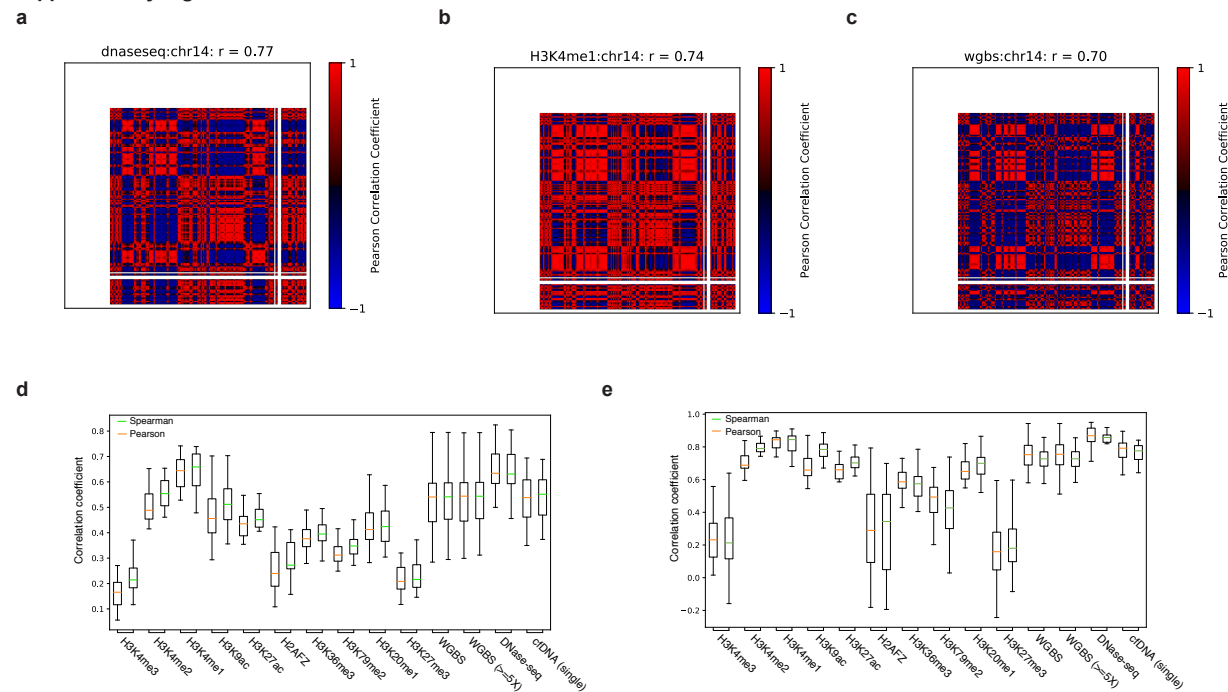 a
b
c
dnaseseq:chr14: r = 0.77
H3K4me1:chr14: r = 0.74
wgbs:chr14: r = 0.70
1
Pearson Correlation Coefficient
−1
1
Pearson Correlation Coefficient
−1
1
Pearson Correlation Coefficient
−1
d
Spearman
Pearson
Correlation coefficient
0.8
0.7
0.6
0.5
0.4
0.3
0.2
0.1
H3K4me3
H3K4me2
H3K4me1
H3K9ac
H3K27ac
H2AFZ
H3K36me3
H3K79me2
H3K20me1
H3K27me3
WGBS
WGBS (>=5X)
DNase-seq
cfDNA (single)
e
Spearman
Pearson
Correlation coefficient
1.0
0.8
0.6
0.4
0.2
0.0
−0.2
H3K4me3
H3K4me2
H3K4me1
H3K9ac
H3K27ac
H2AFZ
H3K36me3
H3K79me2
H3K20me1
H3K27me3
WGBS
WGBS (>=5X)
DNase-seq
cfDNA (single)